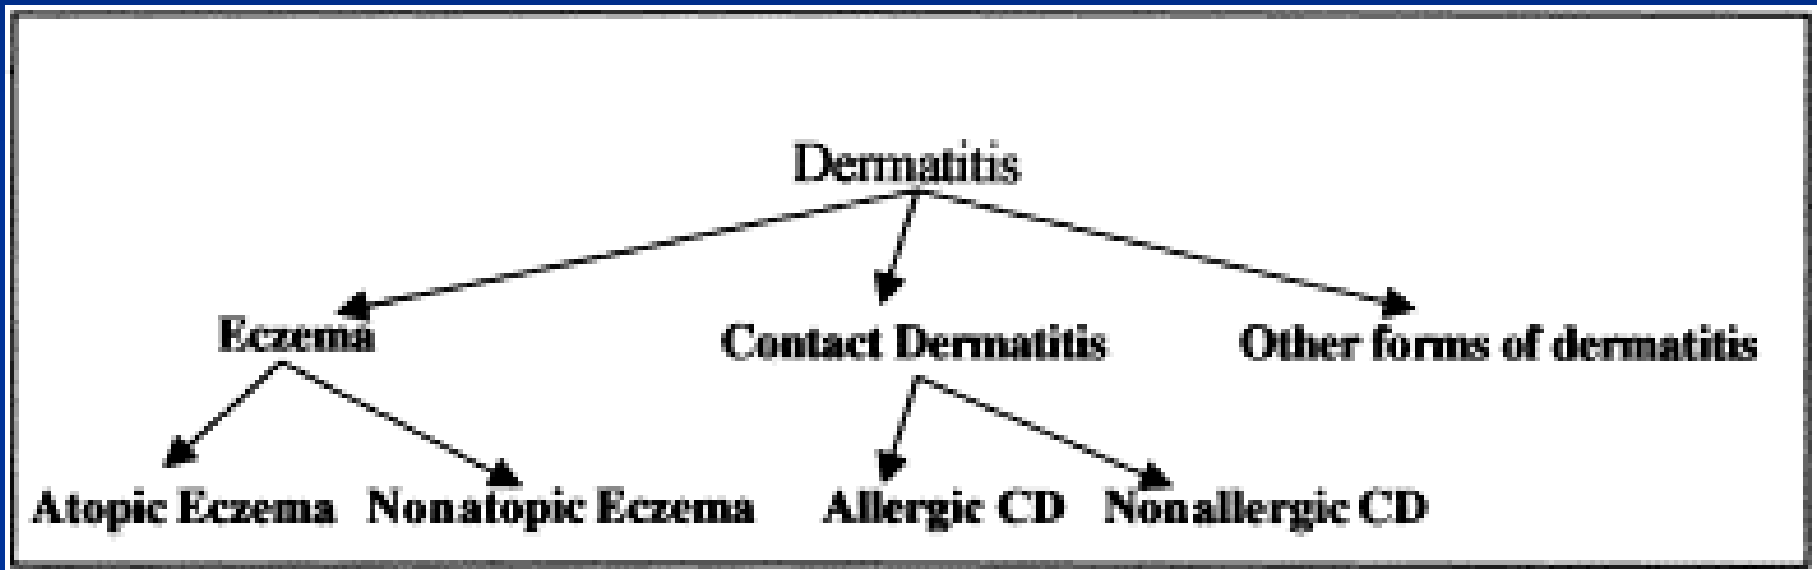 Dermatitis
Eczema Contact Dermatitis Other forms of dermatitis
Atopic Eczema Nonatopic Eczema Allergic CD Nonallergic CD